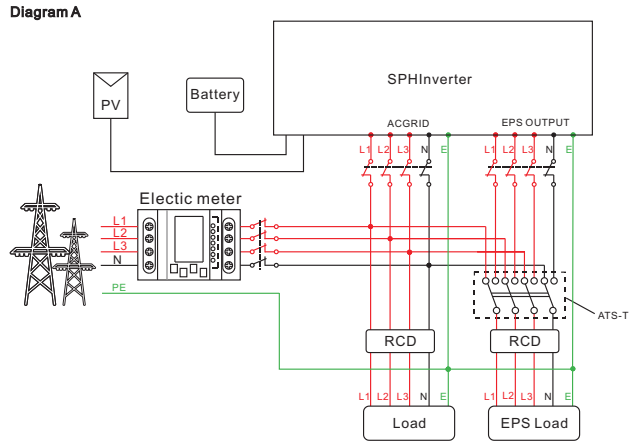 Diagram A
SPHInverter
PV
Battery
ACGRID
EPS OUTPUT
L1 L2 L3 N E
L1 L2 L3 N E
Electic meter
L1
L2
L3
N
PE
ATS-T
RCD
RCD
L1 L2 L3 N E
L1 L2 L3 N E
Load
EPS Load